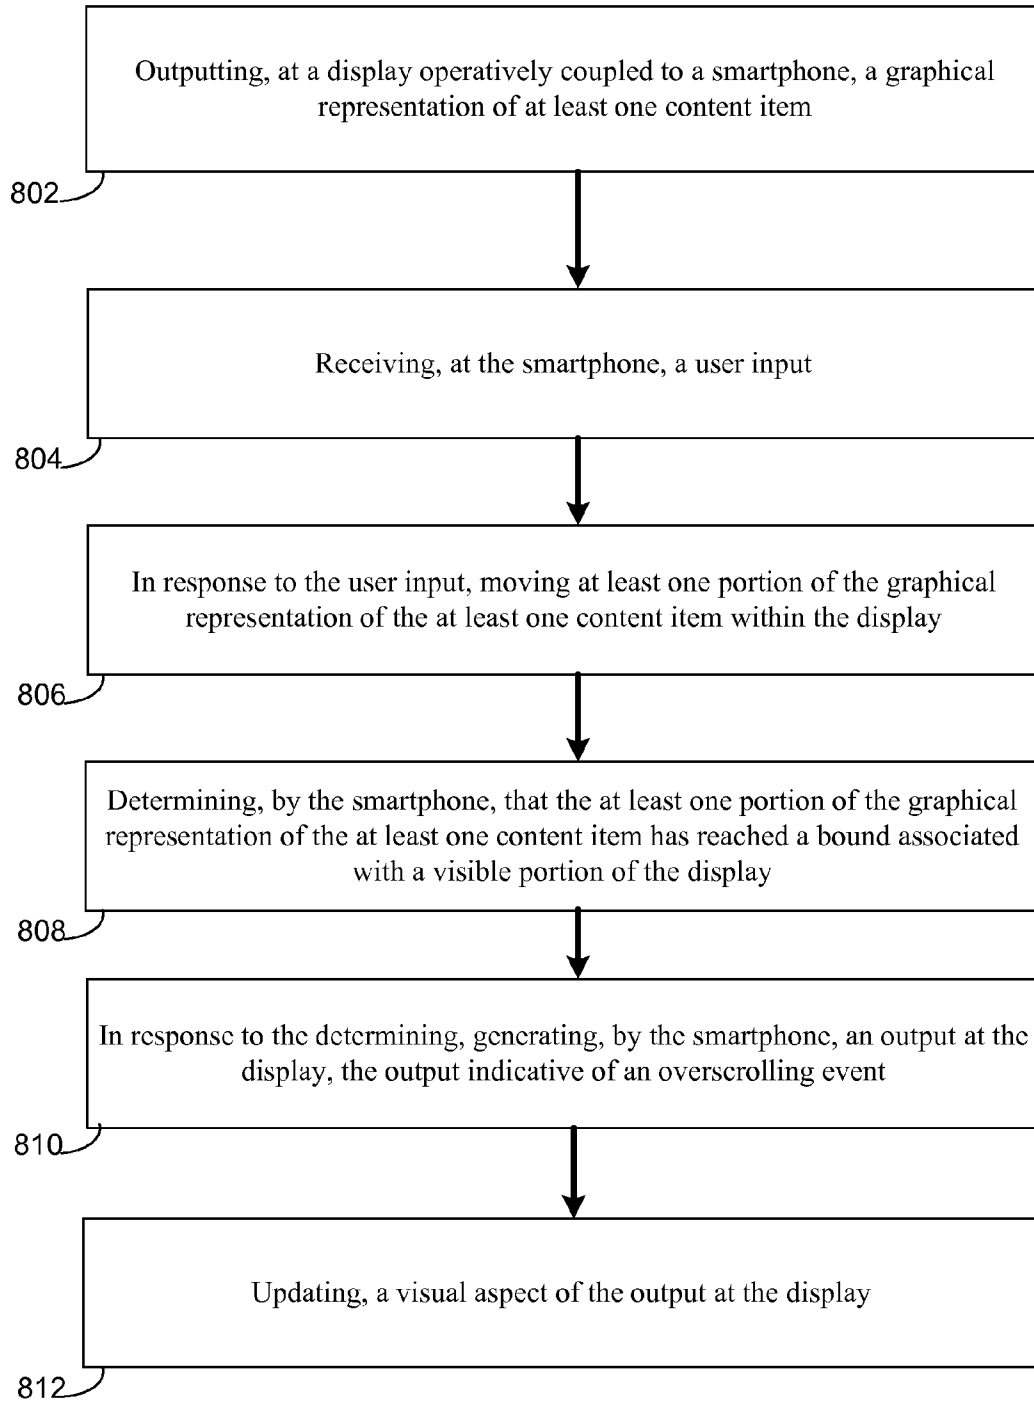 Outputting, at a display operatively coupled to a smartphone, a graphical
representation of at least one content item
802
Receiving, at the smartphone, a user input
804
In response to the user input, moving at least one portion of the graphical
representation of the at least one content item within the display
806
Determining, by the smartphone, that the at least one portion of the graphical
representation of the at least one content item has reached a bound associated
with a visible portion of the display
808
In response to the determining, generating, by the smartphone, an output at the
display, the output indicative of an overscrolling event
810
Updating, a visual aspect of the output at the display
812